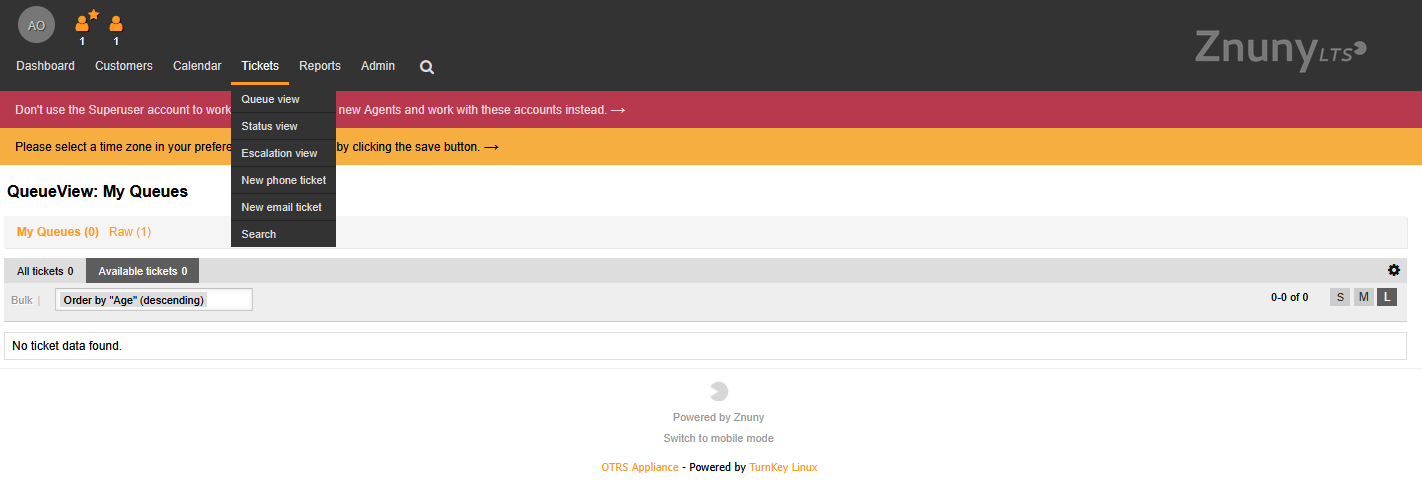 AO
1 1
Znuny LTS
Dashboard Customers Calendar Tickets Reports Admin
Don't use the Superuser account to work new Agents and work with these accounts instead. →
Please select a time zone in your prefere by clicking the save button. →
Queue view
Status view
Escalation view
New phone ticket
New email ticket
Search
QueueView: My Queues
My Queues (0) Raw (1)
All tickets 0 Available tickets 0
Bulk | Order by "Age" (descending) 0-0 of 0 S M L
No ticket data found.
Powered by Znuny
Switch to mobile mode
OTRS Appliance - Powered by TurnKey Linux